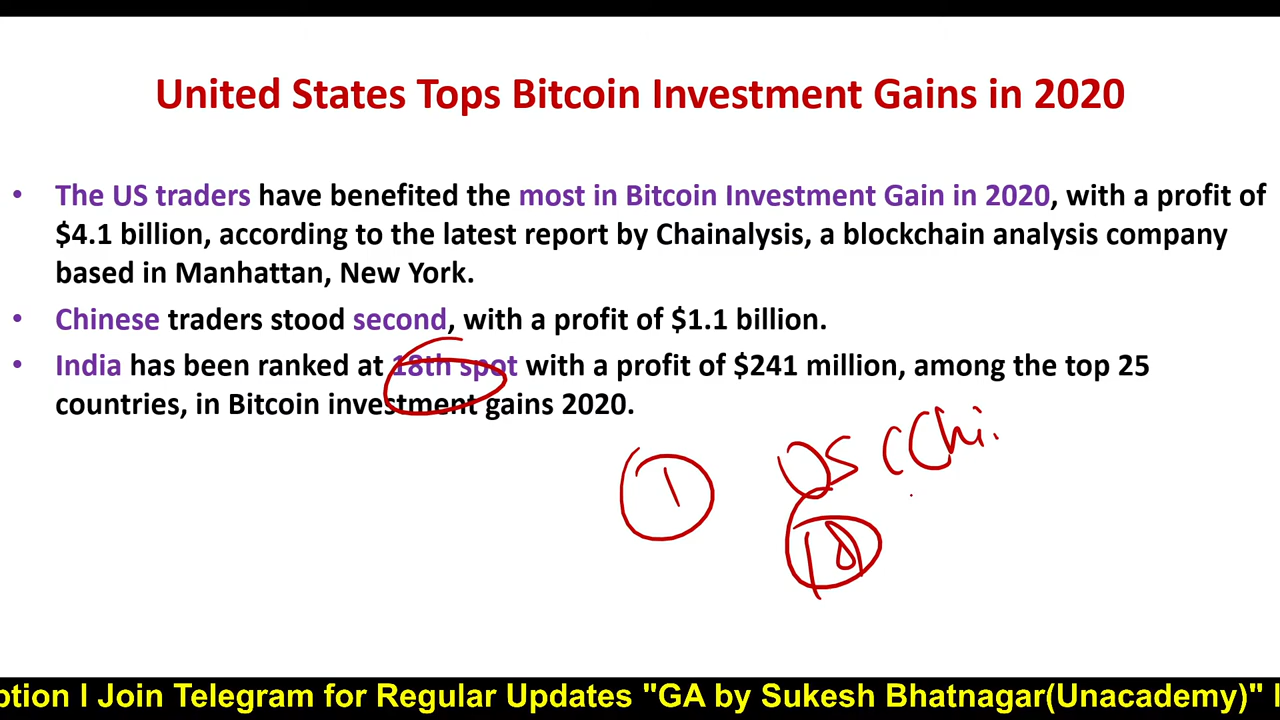 United States Tops Bitcoin Investment Gains in 2020
• The US traders have benefited the most in Bitcoin Investment Gain in 2020, with a profit of
$4.1 billion, according to the latest report by Chainalysis, a blockchain analysis company
based in Manhattan, New York.
• Chinese traders stood second, with a profit of $1.1 billion.
• India has been ranked at 18th spot with a profit of $241 million, among the top 25
countries, in Bitcoin investment gains 2020.
1 US Chi.
18
ption I Join Telegram for Regular Updates "GA by Sukesh Bhatnagar(Unacademy)" I